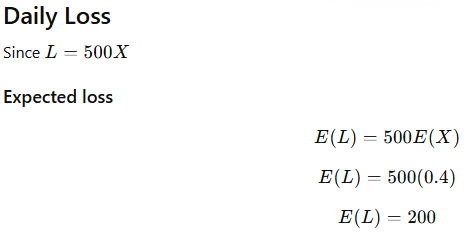 Daily Loss
Since L = 500X
Expected loss
E(L) = 500E(X)
E(L) = 500(0.4)
E(L) = 200